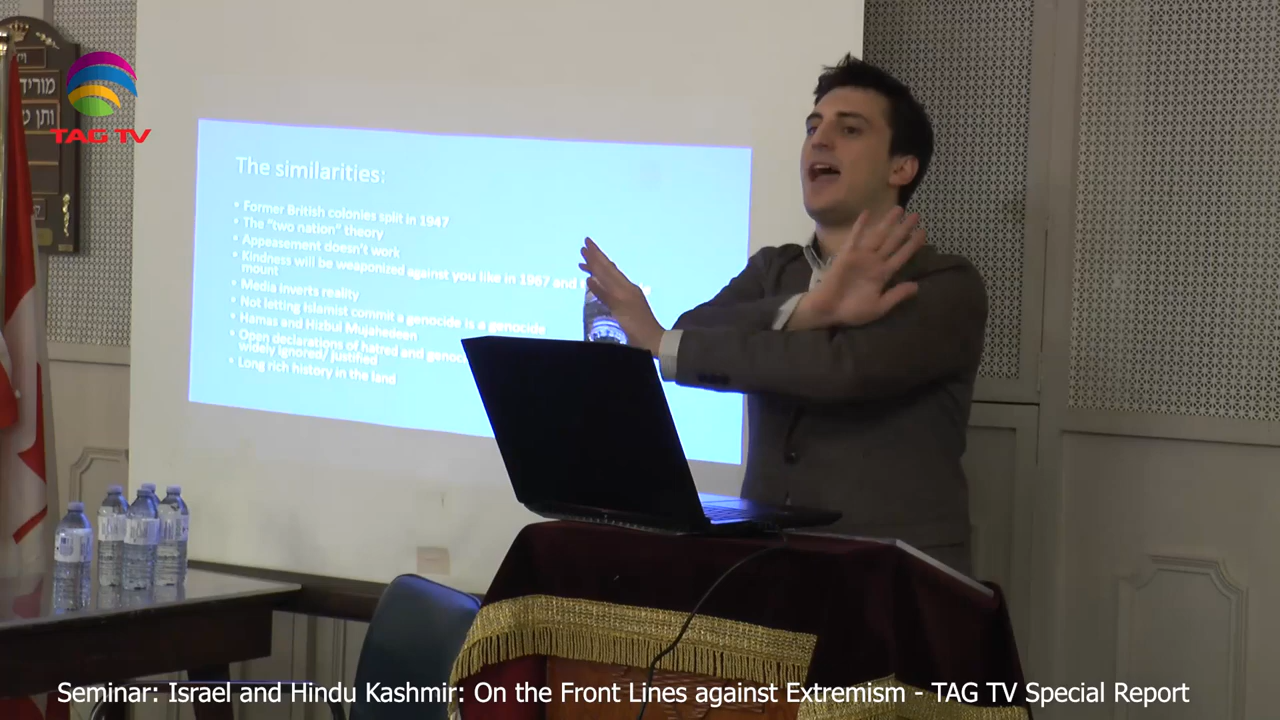 מוריד
ותן ט
TAG TV
The similarities:
• Former British colonies split in 1947
• The "two nation" theory
• Appeasement doesn't work
• Kindness will be weaponized against you like in 1967 and
mount
• Media inverts reality
• Not letting Islamist commit a genocide is a genocide
• Hamas and Hizbul Mujahedeen
• Open declarations of hatred and genoc
widely ignored/ justified
• Long rich history in the land
Seminar: Israel and Hindu Kashmir: On the Front Lines against Extremism - TAG TV Special Report